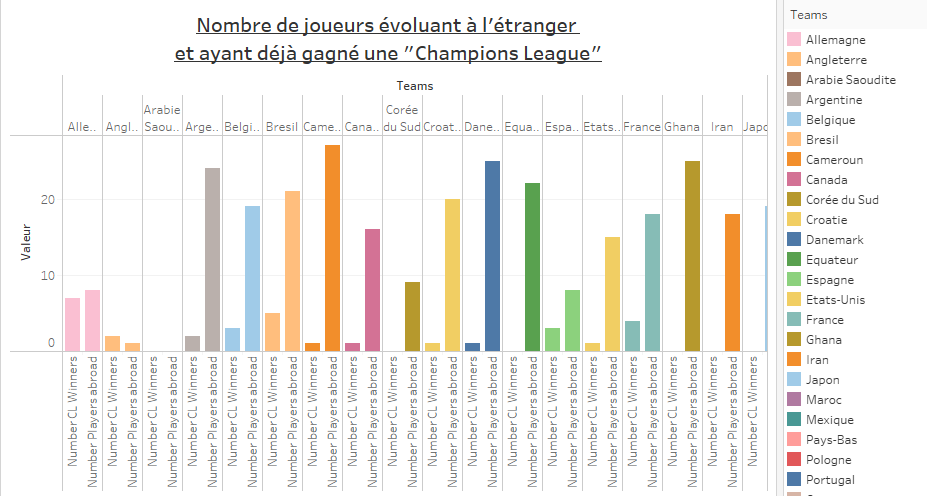 Nombre de joueurs évoluant à l'étranger
et ayant déjà gagné une "Champions League"
Teams
Alle.. Angl.. Arabie Saou.. Arge.. Belgi.. Bresil Came.. Cana.. Corée du Sud Croat.. Dane.. Equa.. Espa.. Etats.. France Ghana Iran Japo
Valeur
20
10
0
Number CL Winners
Number Players abroad
Number CL Winners
Number Players abroad
Number CL Winners
Number Players abroad
Number CL Winners
Number Players abroad
Number CL Winners
Number Players abroad
Number CL Winners
Number Players abroad
Number CL Winners
Number Players abroad
Number CL Winners
Number Players abroad
Number CL Winners
Number Players abroad
Number CL Winners
Number Players abroad
Number CL Winners
Number Players abroad
Number CL Winners
Number Players abroad
Number CL Winners
Number Players abroad
Number CL Winners
Number Players abroad
Number CL Winners
Number Players abroad
Number CL Winners
Number Players abroad
Number CL Winners
Number Players abroad
Number CL Winners
Teams
Allemagne
Angleterre
Arabie Saoudite
Argentine
Belgique
Bresil
Cameroun
Canada
Corée du Sud
Croatie
Danemark
Equateur
Espagne
Etats-Unis
France
Ghana
Iran
Japon
Maroc
Mexique
Pays-Bas
Pologne
Portugal